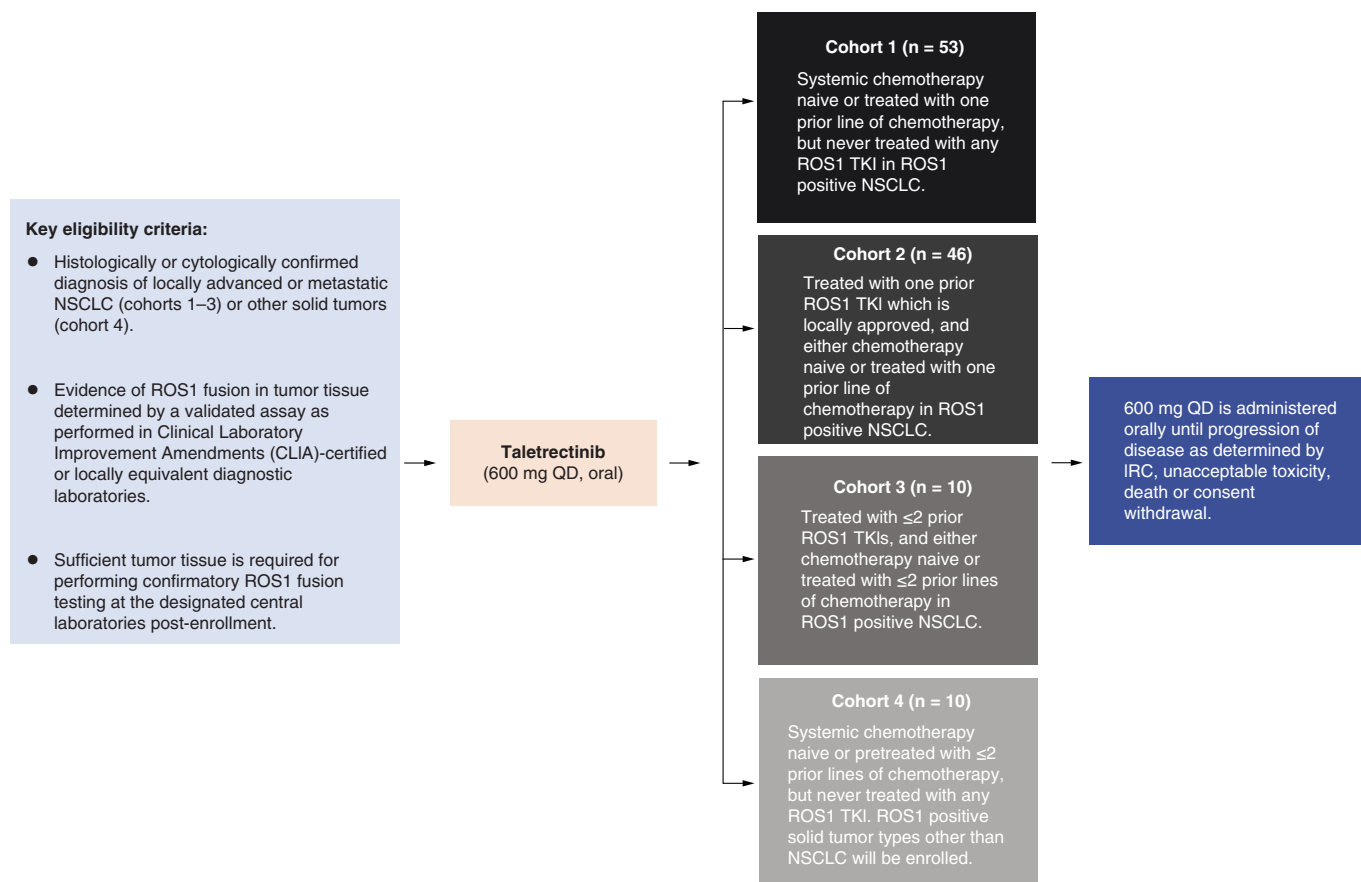 Key eligibility criteria:
● Histologically or cytologically confirmed
diagnosis of locally advanced or metastatic
NSCLC (cohorts 1–3) or other solid tumors
(cohort 4).
● Evidence of ROS1 fusion in tumor tissue
determined by a validated assay as
performed in Clinical Laboratory
Improvement Amendments (CLIA)-certified
or locally equivalent diagnostic
laboratories.
● Sufficient tumor tissue is required for
performing confirmatory ROS1 fusion
testing at the designated central
laboratories post-enrollment.
Taletrectinib
(600 mg QD, oral)
Cohort 1 (n = 53)
Systemic chemotherapy
naive or treated with one
prior line of chemotherapy,
but never treated with any
ROS1 TKI in ROS1
positive NSCLC.
Cohort 2 (n = 46)
Treated with one prior
ROS1 TKI which is
locally approved, and
either chemotherapy
naive or treated with one
prior line of
chemotherapy in ROS1
positive NSCLC.
Cohort 3 (n = 10)
Treated with ≤2 prior
ROS1 TKIs, and either
chemotherapy naive or
treated with ≤2 prior lines
of chemotherapy in
ROS1 positive NSCLC.
Cohort 4 (n = 10)
Systemic chemotherapy
naive or pretreated with ≤2
prior lines of chemotherapy,
but never treated with any
ROS1 TKI. ROS1 positive
solid tumor types other than
NSCLC will be enrolled.
600 mg QD is administered
orally until progression of
disease as determined by
IRC, unacceptable toxicity,
death or consent
withdrawal.